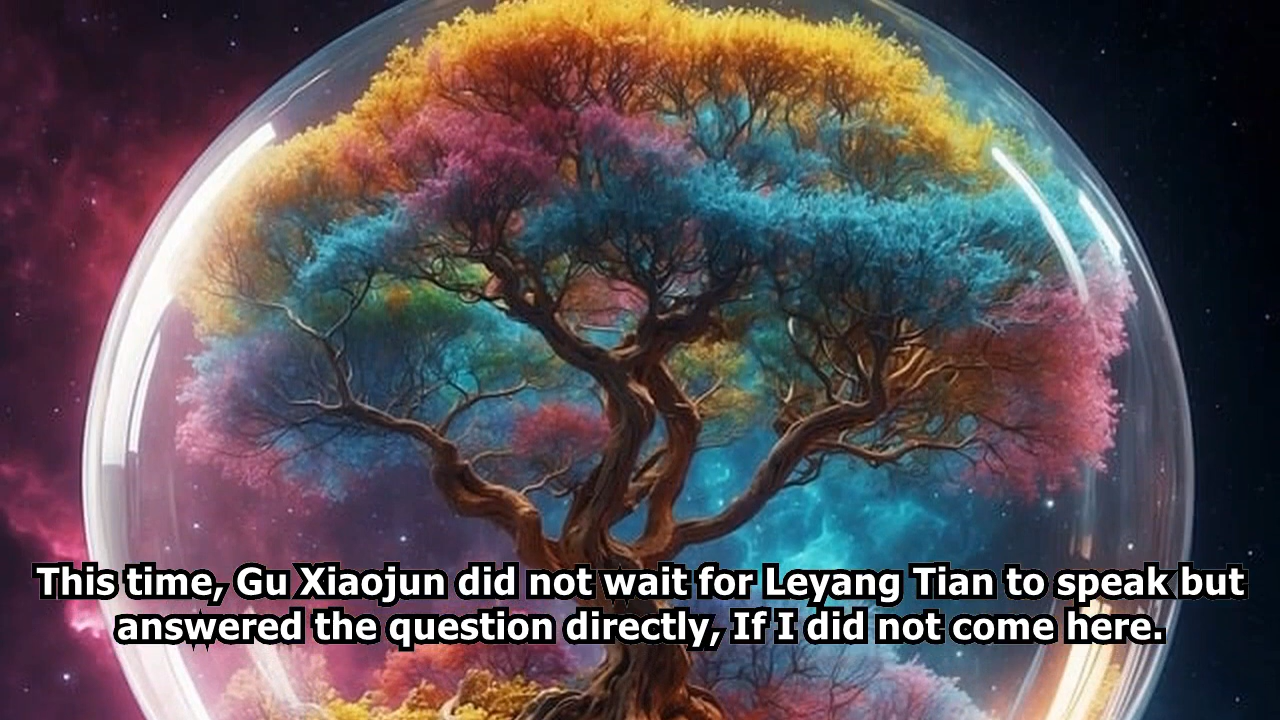 This time, Gu Xiaojun did not wait for Leyang Tian to speak but
answered the question directly, If I did not come here.